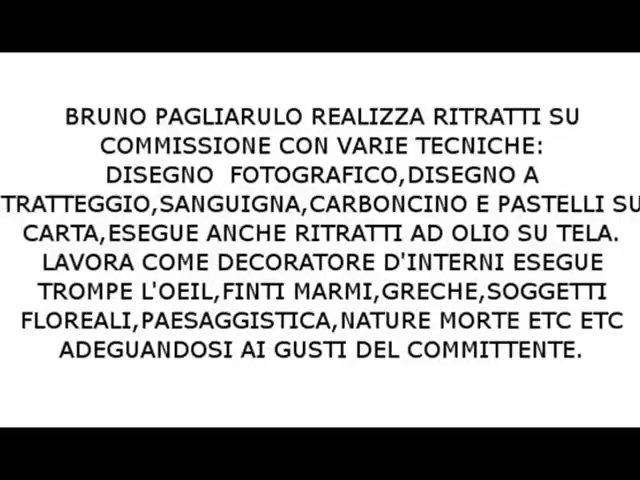 BRUNO PAGLIARULO REALIZZA RITRATTI SU
COMMISSIONE CON VARIE TECNICHE:
DISEGNO  FOTOGRAFICO,DISEGNO A
TRATTEGGIO,SANGUIGNA,CARBONCINO E PASTELLI SU
CARTA,ESEGUE ANCHE RITRATTI AD OLIO SU TELA.
LAVORA COME DECORATORE D'INTERNI ESEGUE
TROMPE L'OEIL,FINTI MARMI,GRECHE,SOGGETTI
FLOREALI,PAESAGGISTICA,NATURE MORTE ETC ETC
ADEGUANDOSI AI GUSTI DEL COMMITTENTE.